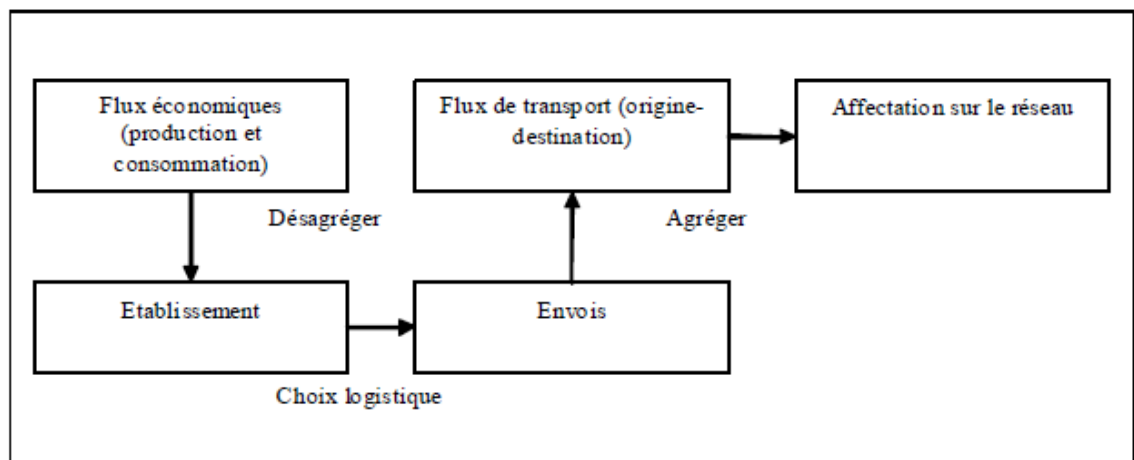 Flux économiques
(production et
consommation)
Flux de transport (origine-
destination)
Affectation sur le réseau
Désagréger
Agréger
Etablissement
Envois
Choix logistique